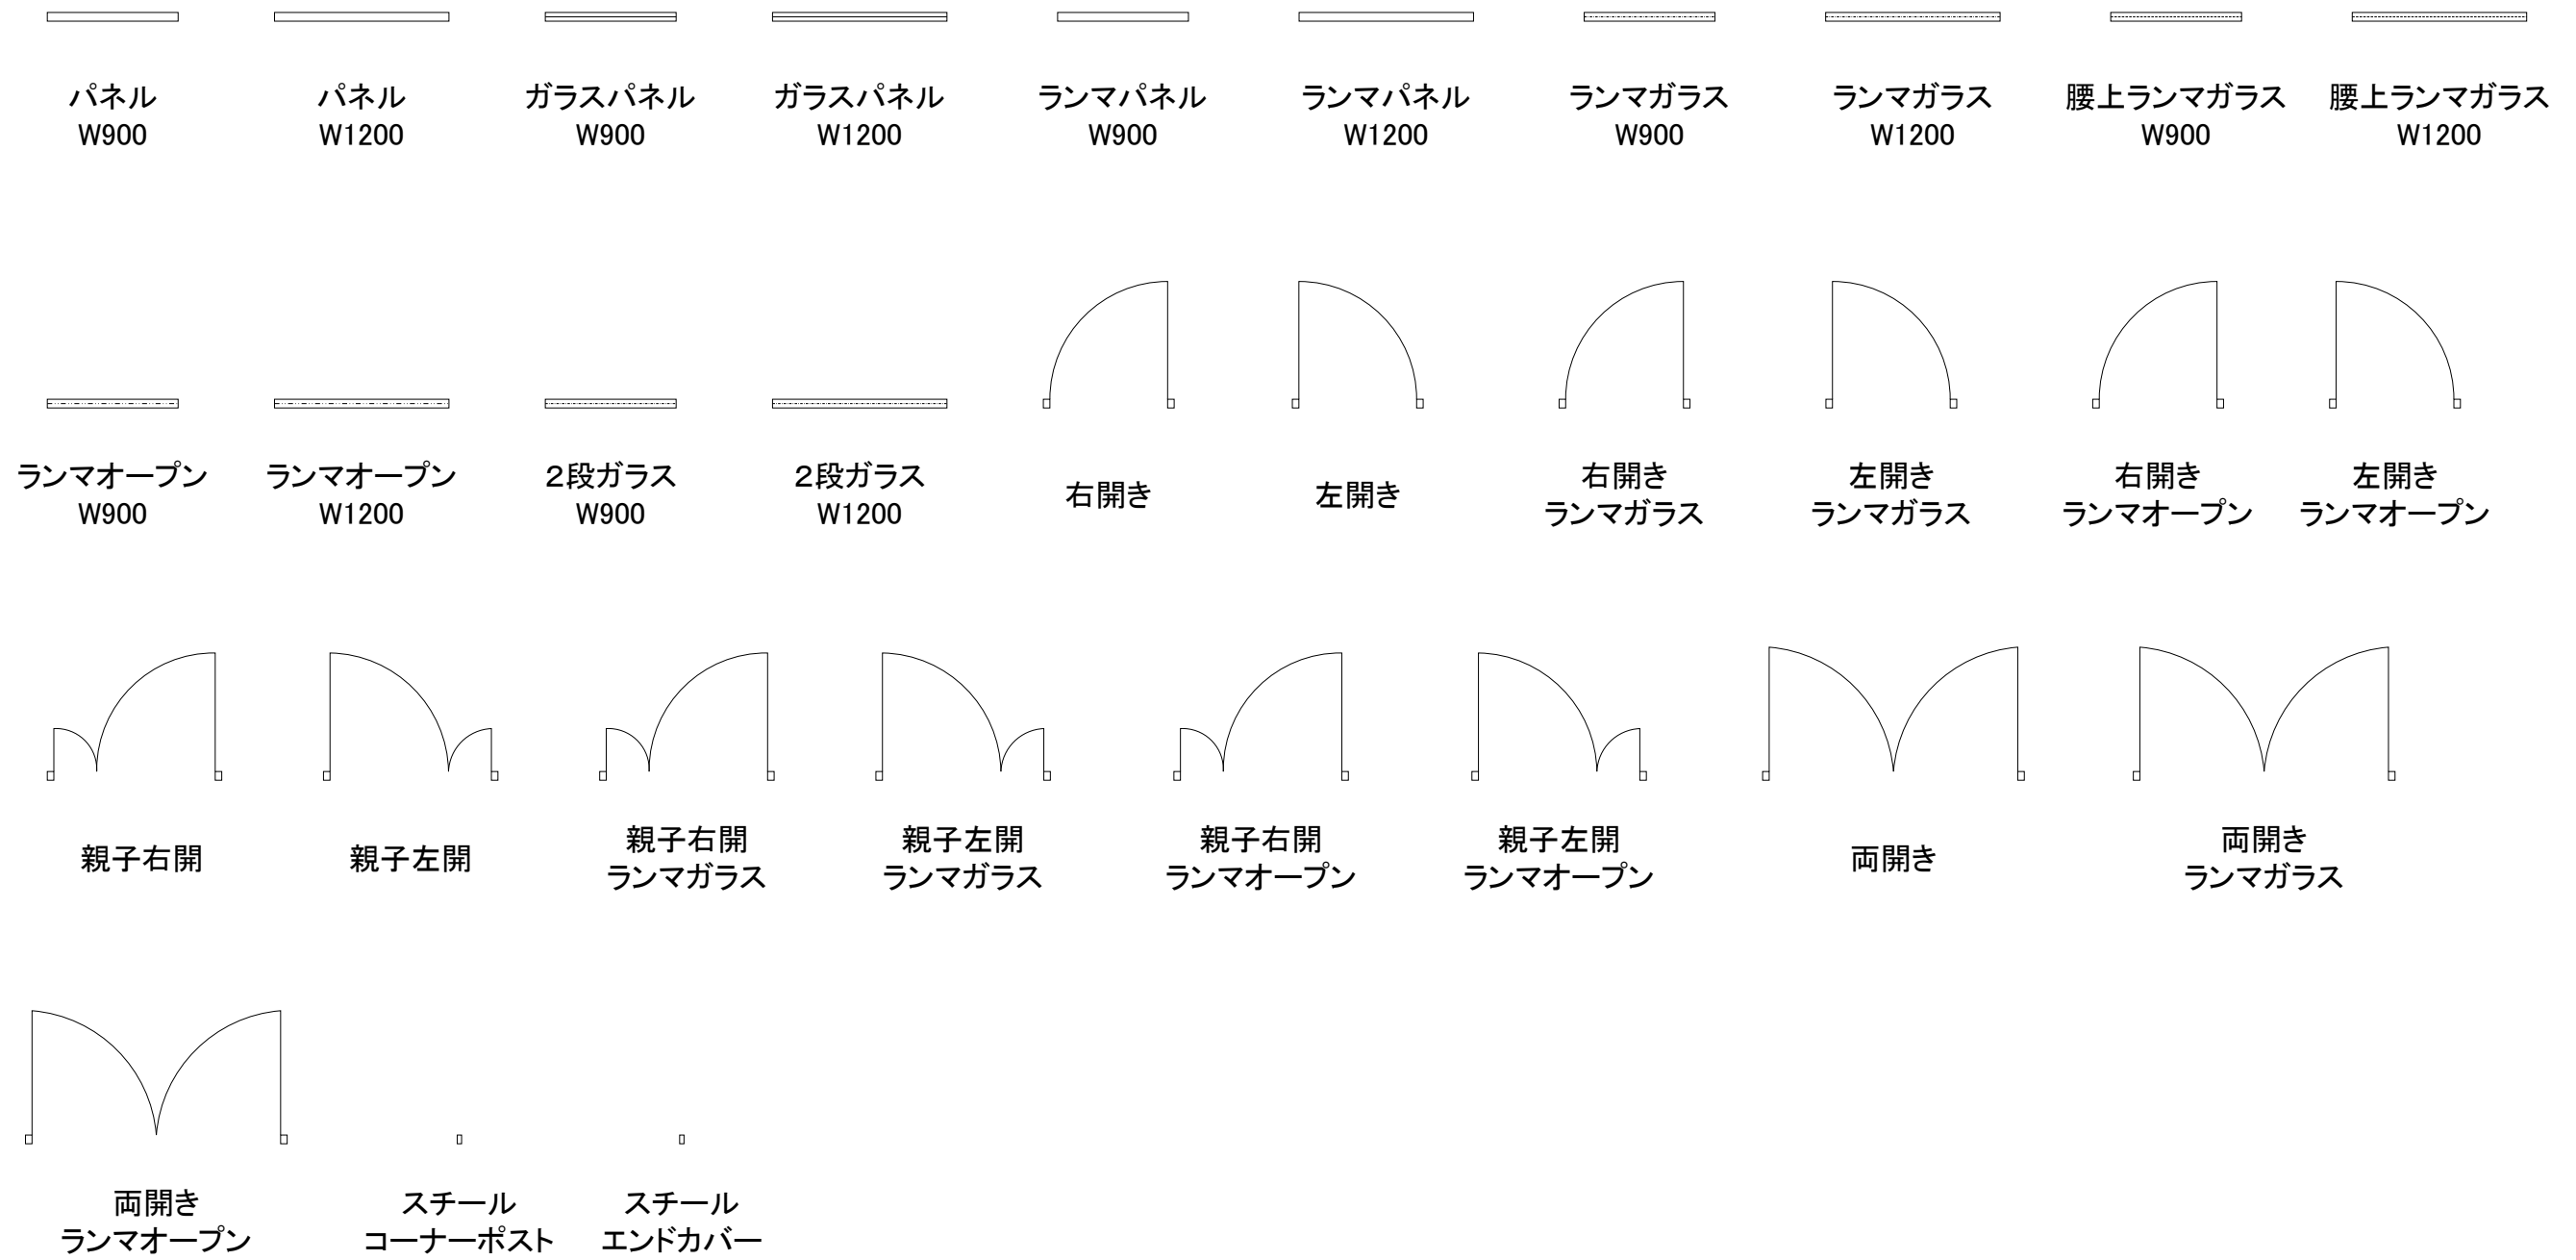 パネル
W900
パネル
W1200
ガラスパネル
W900
ガラスパネル
W1200
ランマパネル
W900
ランマパネル
W1200
ランマガラス
W900
ランマガラス
W1200
腰上ランマガラス
W900
腰上ランマガラス
W1200
ランマオープン
W900
ランマオープン
W1200
２段ガラス
W900
２段ガラス
W1200
右開き
左開き
右開き
ランマガラス
左開き
ランマガラス
右開き
ランマオープン
左開き
ランマオープン
親子右開
親子左開
親子右開
ランマガラス
親子左開
ランマガラス
親子右開
ランマオープン
親子左開
ランマオープン
両開き
両開き
ランマガラス
両開き
ランマオープン
スチール
コーナーポスト
スチール
エンドカバー